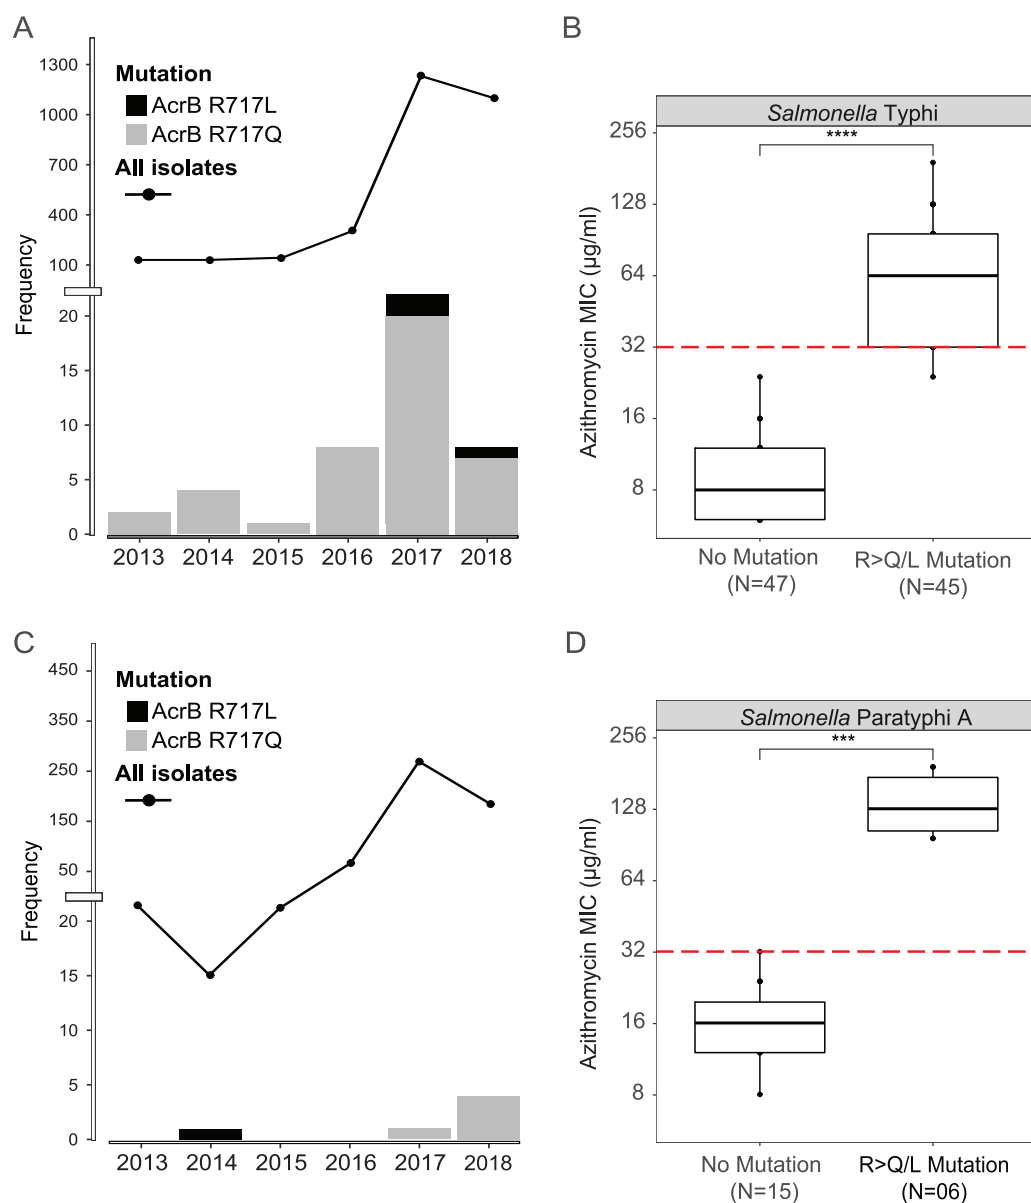 A
Frequency
1300
1000
700
400
100
20
15
10
5
0
Mutation
AcrB R717L
AcrB R717Q
All isolates
2013 2014 2015 2016 2017 2018
B
Salmonella Typhi
****
Azithromycin MIC (µg/ml)
256
128
64
32
16
8
No Mutation
(N=47)
R>Q/L Mutation
(N=45)
C
Frequency
450
350
250
150
50
20
15
10
5
0
Mutation
AcrB R717L
AcrB R717Q
All isolates
2013 2014 2015 2016 2017 2018
D
Salmonella Paratyphi A
***
Azithromycin MIC (µg/ml)
256
128
64
32
16
8
No Mutation
(N=15)
R>Q/L Mutation
(N=06)